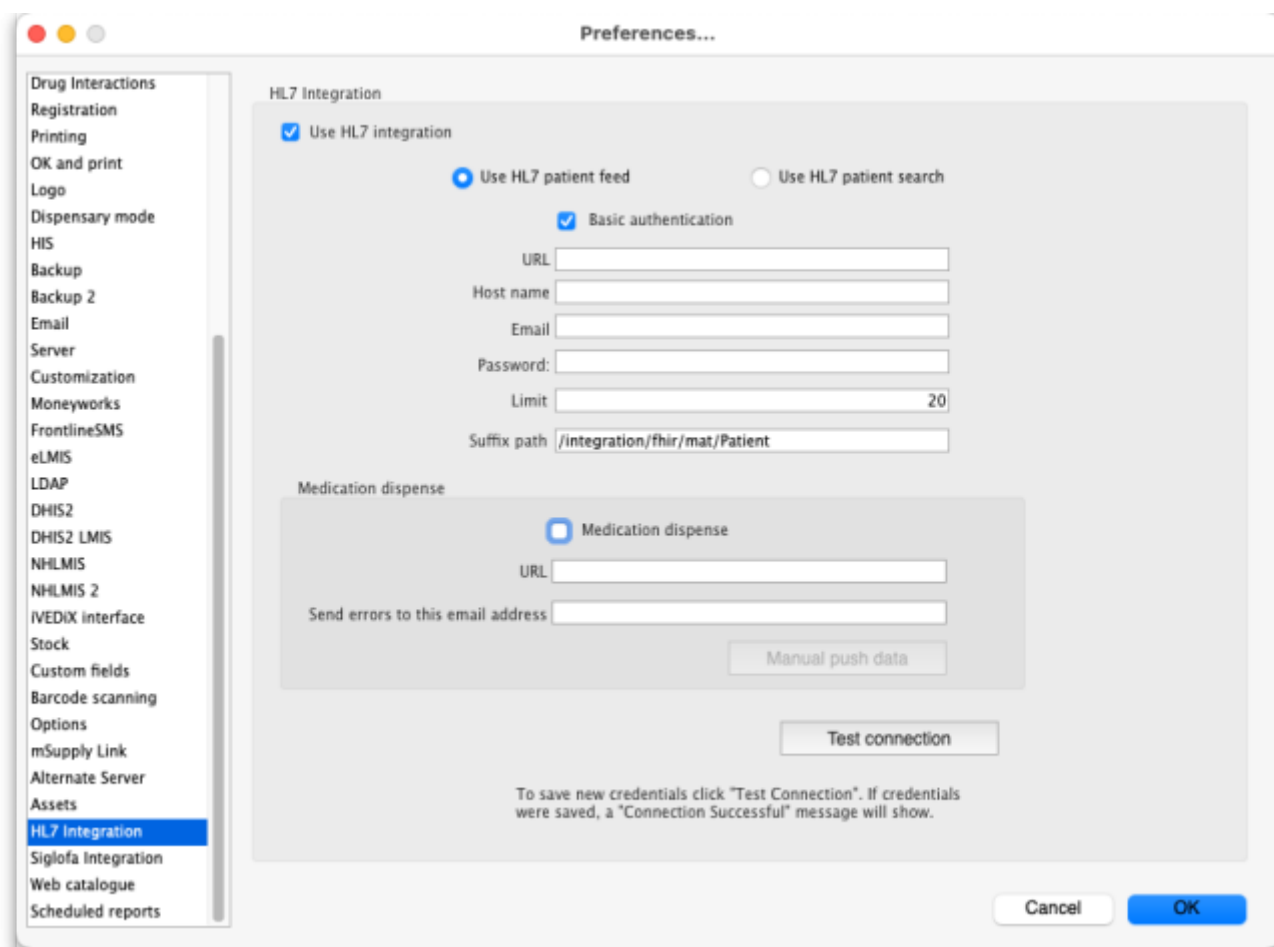 Preferences...
Drug Interactions
Registration
Printing
OK and print
Logo
Dispensary mode
HIS
Backup
Backup 2
Email
Server
Customization
Moneyworks
FrontlineSMS
eLMIS
LDAP
DHIS2
DHIS2 LMIS
NHLMIS
NHLMIS 2
iVEDiX interface
Stock
Custom fields
Barcode scanning
Options
mSupply Link
Alternate Server
Assets
HL7 Integration
Siglofa Integration
Web catalogue
Scheduled reports
HL7 Integration
Use HL7 integration
Use HL7 patient feed Use HL7 patient search
Basic authentication
URL
Host name
Email
Password:
Limit 20
Suffix path /integration/fhir/mat/Patient
Medication dispense
Medication dispense
URL
Send errors to this email address
Manual push data
Test connection
To save new credentials click "Test Connection". If credentials
were saved, a "Connection Successful" message will show.
Cancel OK